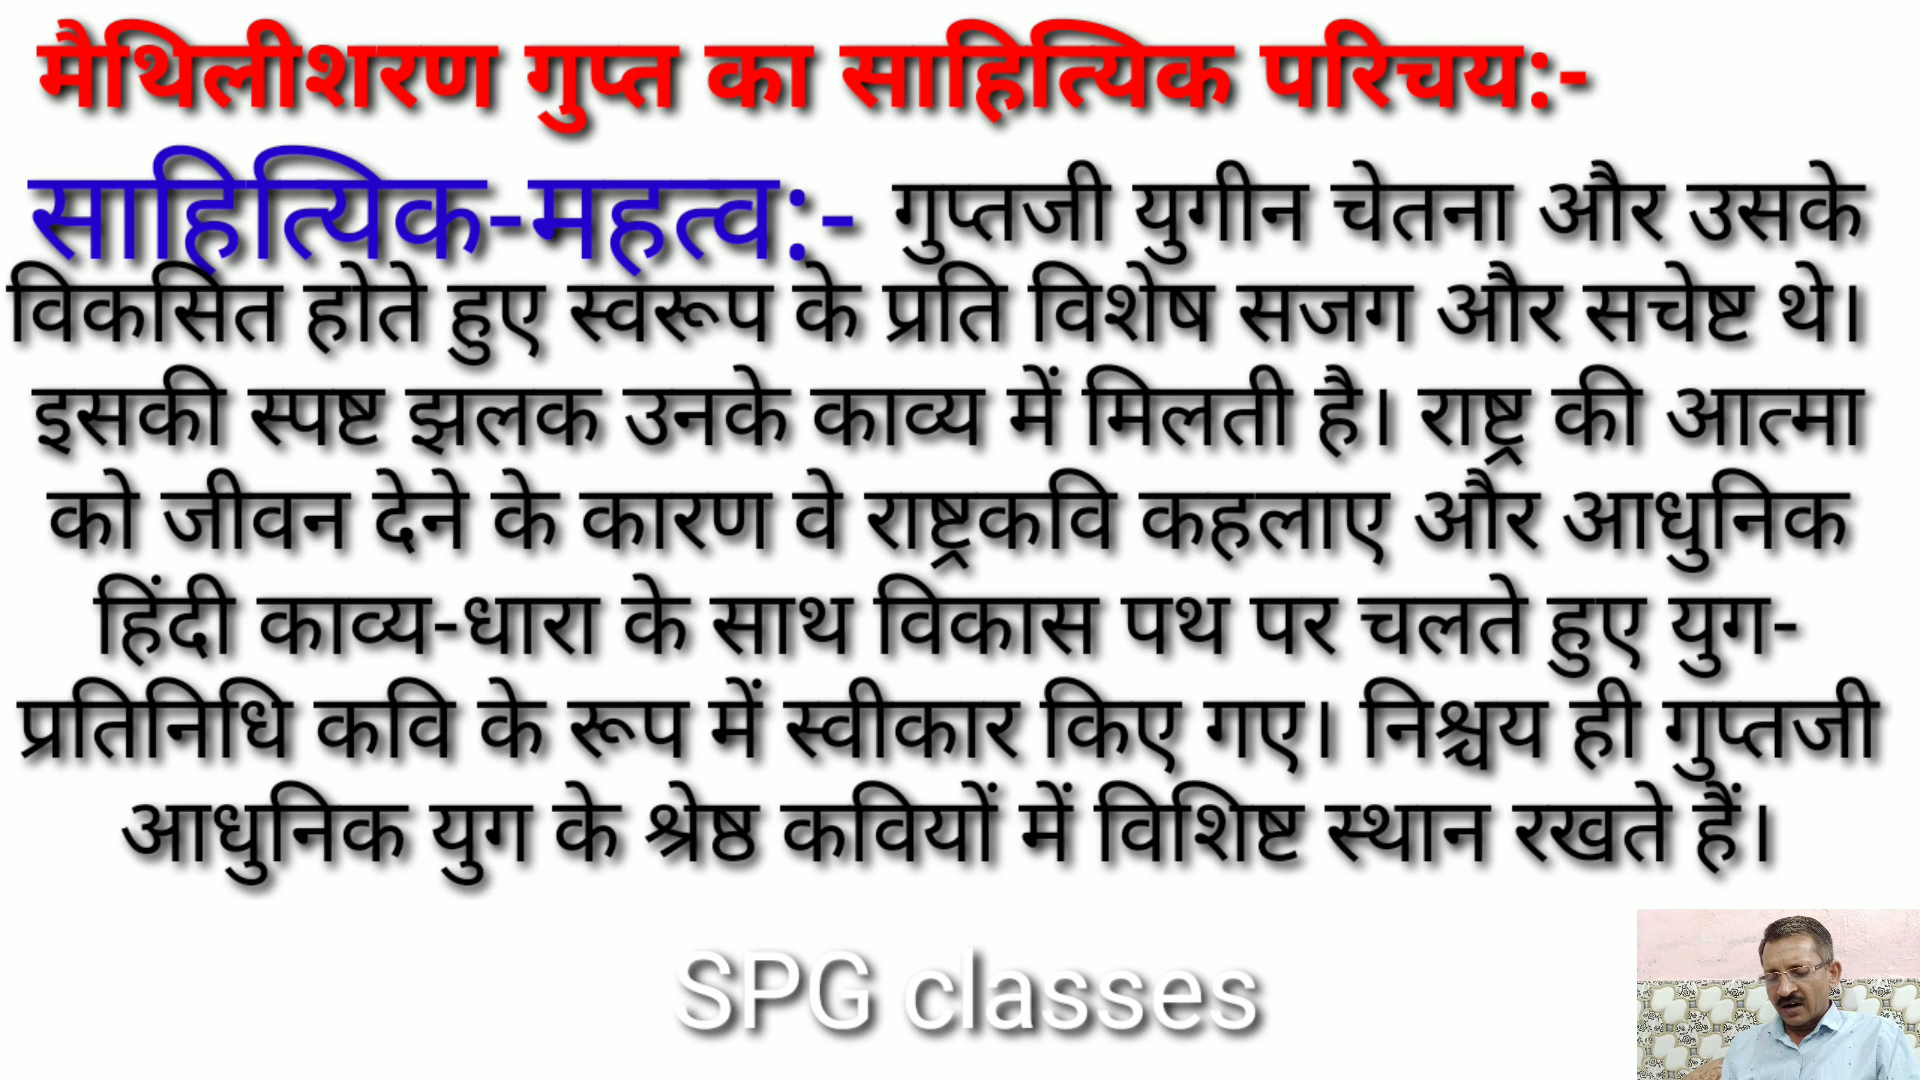 मैथिलीशरण गुप्त का साहित्यिक परिचय:-
साहित्यिक-महत्व:- गुप्तजी युगीन चेतना और उसके
विकसित होते हुए स्वरूप के प्रति विशेष सजग और सचेष्ट थे।
इसकी स्पष्ट झलक उनके काव्य में मिलती है। राष्ट्र की आत्मा
को जीवन देने के कारण वे राष्ट्रकवि कहलाए और आधुनिक
हिंदी काव्य-धारा के साथ विकास पथ पर चलते हुए युग-
प्रतिनिधि कवि के रूप में स्वीकार किए गए। निश्चय ही गुप्तजी
आधुनिक युग के श्रेष्ठ कवियों में विशिष्ट स्थान रखते हैं।
SPG classes